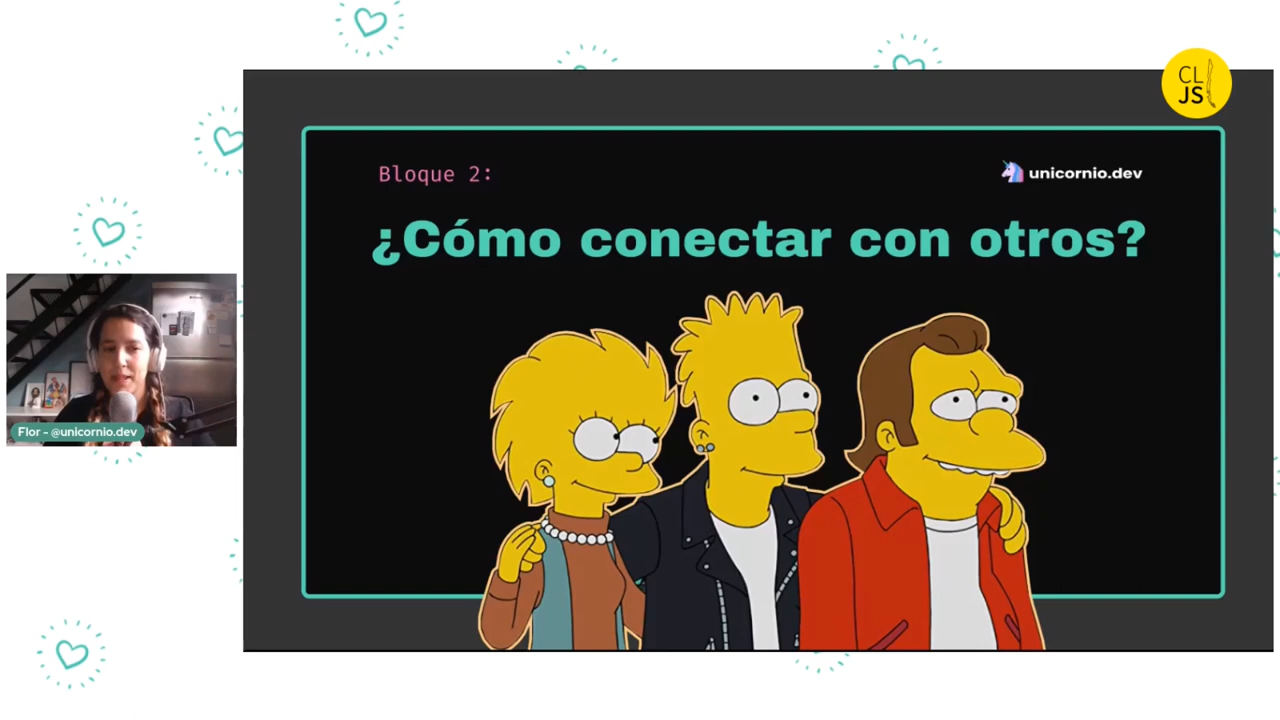 CL
JS
Bloque 2:
unicornio.dev
¿Cómo conectar con otros?
Flor - @unicornio.dev